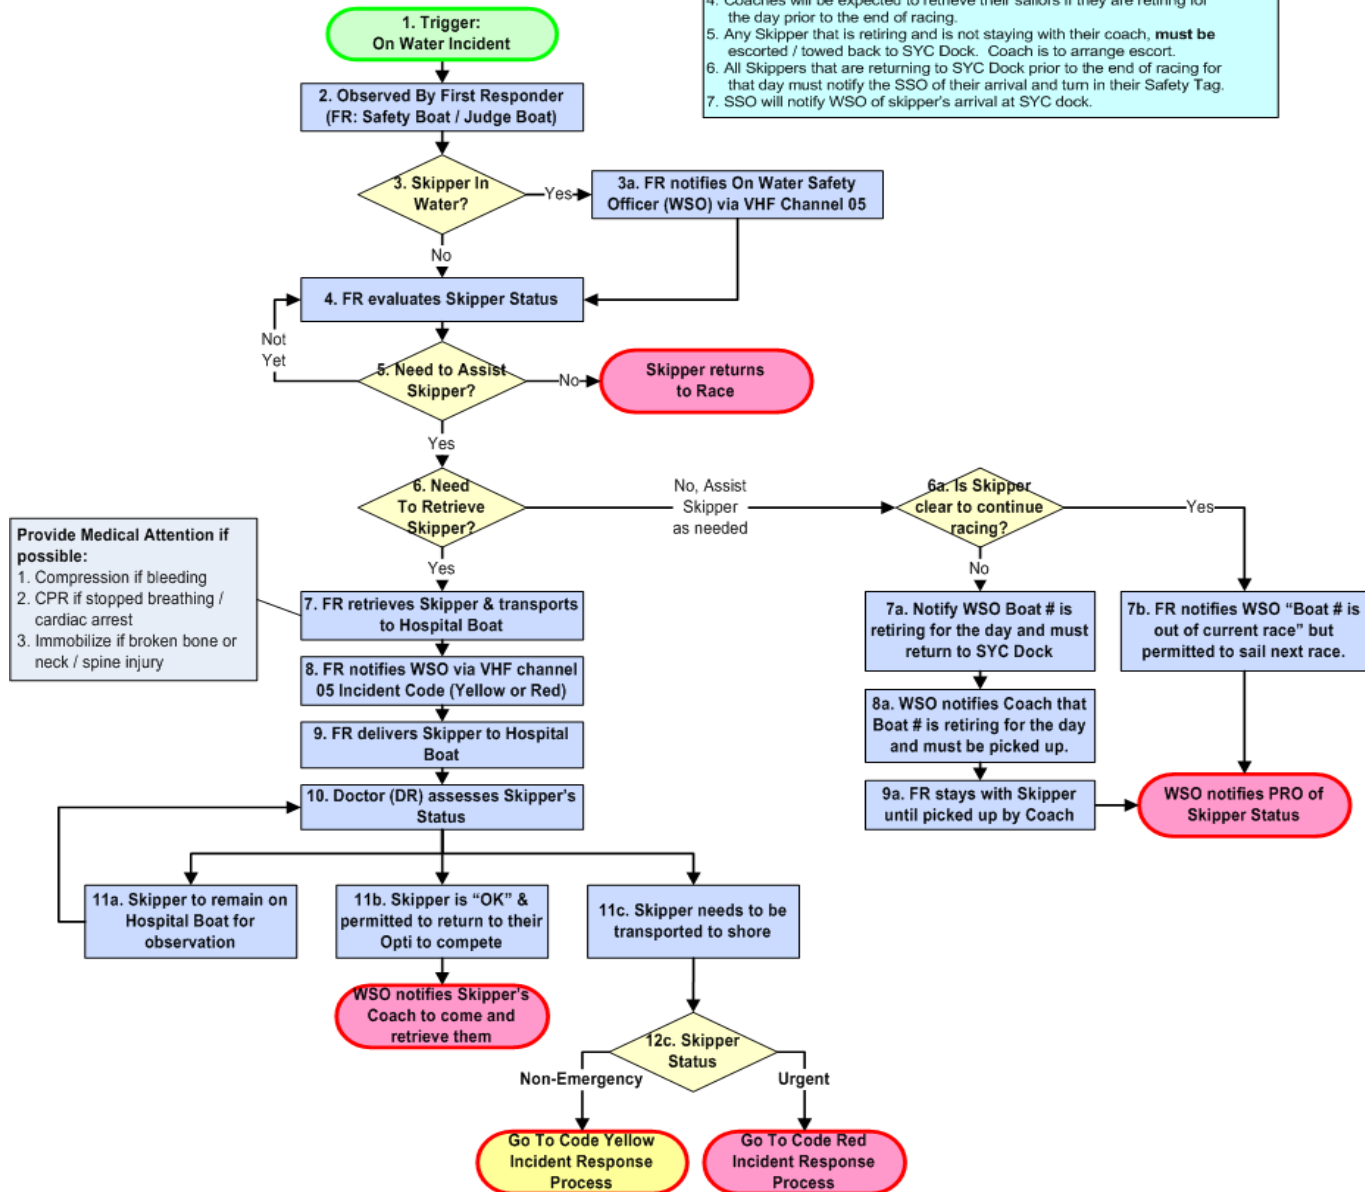 4. Coaches will be expected to retrieve their sailors if they are retiring for
the day prior to the end of racing.
5. Any Skipper that is retiring and is not staying with their coach, must be
escorted / towed back to SYC Dock.  Coach is to arrange escort.
6. All Skippers that are returning to SYC Dock prior to the end of racing for
that day must notify the SSO of their arrival and turn in their Safety Tag.
7. SSO will notify WSO of skipper's arrival at SYC dock.
1. Trigger:
On Water Incident
2. Observed By First Responder
(FR: Safety Boat / Judge Boat)
3. Skipper In
Water?
Yes
3a. FR notifies On Water Safety
Officer (WSO) via VHF Channel 05
No
4. FR evaluates Skipper Status
Not
Yet
5. Need to Assist
Skipper?
No
Skipper returns
to Race
Yes
6. Need
To Retrieve
Skipper?
No, Assist
Skipper
as needed
6a. Is Skipper
clear to continue
racing?
Yes
Yes
No
Provide Medical Attention if
possible:
1. Compression if bleeding
2. CPR if stopped breathing /
cardiac arrest
3. Immobilize if broken bone or
neck / spine injury
7. FR retrieves Skipper & transports
to Hospital Boat
7a. Notify WSO Boat # is
retiring for the day and must
return to SYC Dock
7b. FR notifies WSO "Boat # is
out of current race" but
permitted to sail next race.
8. FR notifies WSO via VHF channel
05 Incident Code (Yellow or Red)
8a. WSO notifies Coach that
Boat # is retiring for the day
and must be picked up.
9. FR delivers Skipper to Hospital
Boat
9a. FR stays with Skipper
until picked up by Coach
WSO notifies PRO of
Skipper Status
10. Doctor (DR) assesses Skipper's
Status
11a. Skipper to remain on
Hospital Boat for
observation
11b. Skipper is "OK" &
permitted to return to their
Opti to compete
11c. Skipper needs to be
transported to shore
WSO notifies Skipper's
Coach to come and
retrieve them
12c. Skipper
Status
Non-Emergency
Urgent
Go To Code Yellow
Incident Response
Process
Go To Code Red
Incident Response
Process